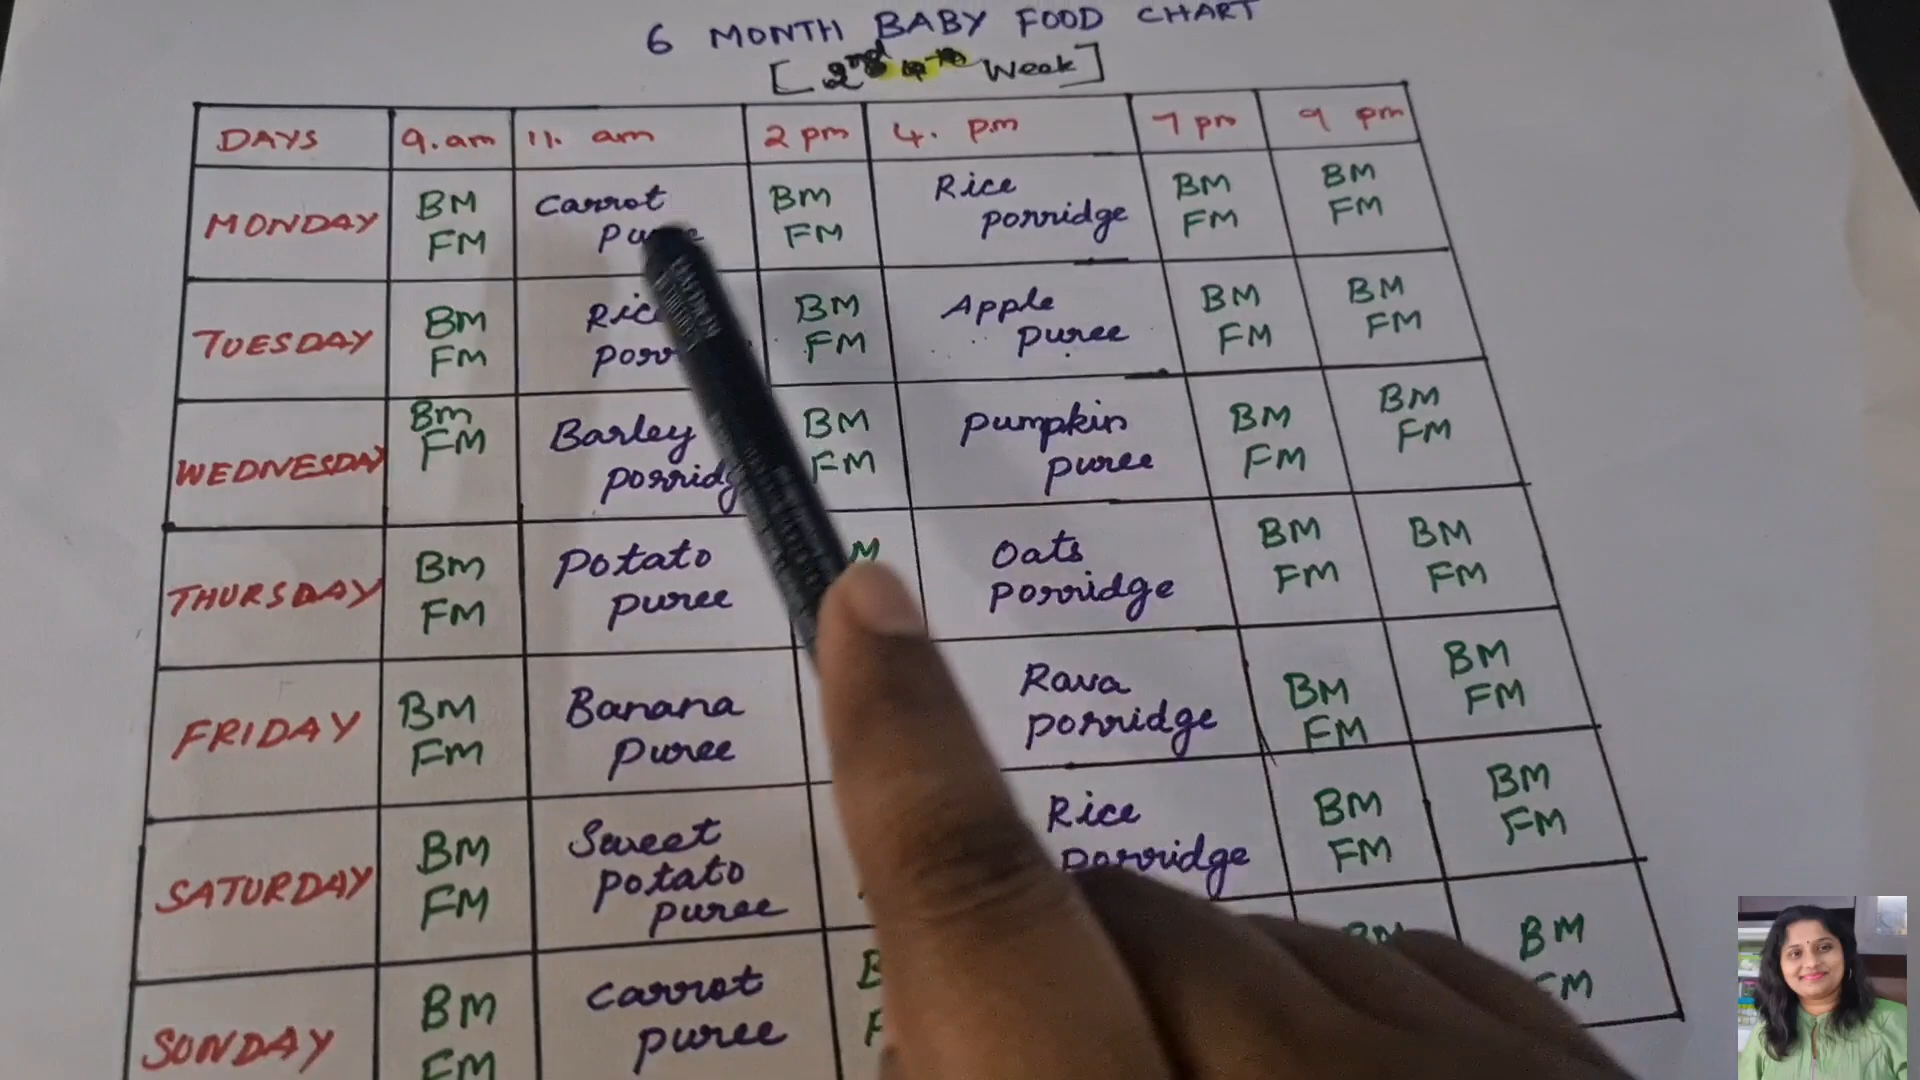 6 MONTH BABY FOOD CHART
[2nd Week]
DAYS 9.am 11. am 2 pm 4. pm 7 pm 9 pm
MONDAY BM Carrot BM Rice BM BM
FM FM porridge FM FM
TUESDAY BM BM Apple BM BM
FM FM puree FM FM
WEDNESDAY Bm Barley BM Pumpkin BM BM
FM FM puree FM FM
THURSDAY BM Potato Oats BM BM
FM puree Porridge FM FM
FRIDAY BM Banana Rava BM BM
FM puree porridge FM FM
SATURDAY BM Sweet Rice BM BM
FM potato porridge FM FM
puree
SUNDAY BM Carrot BM
FM puree